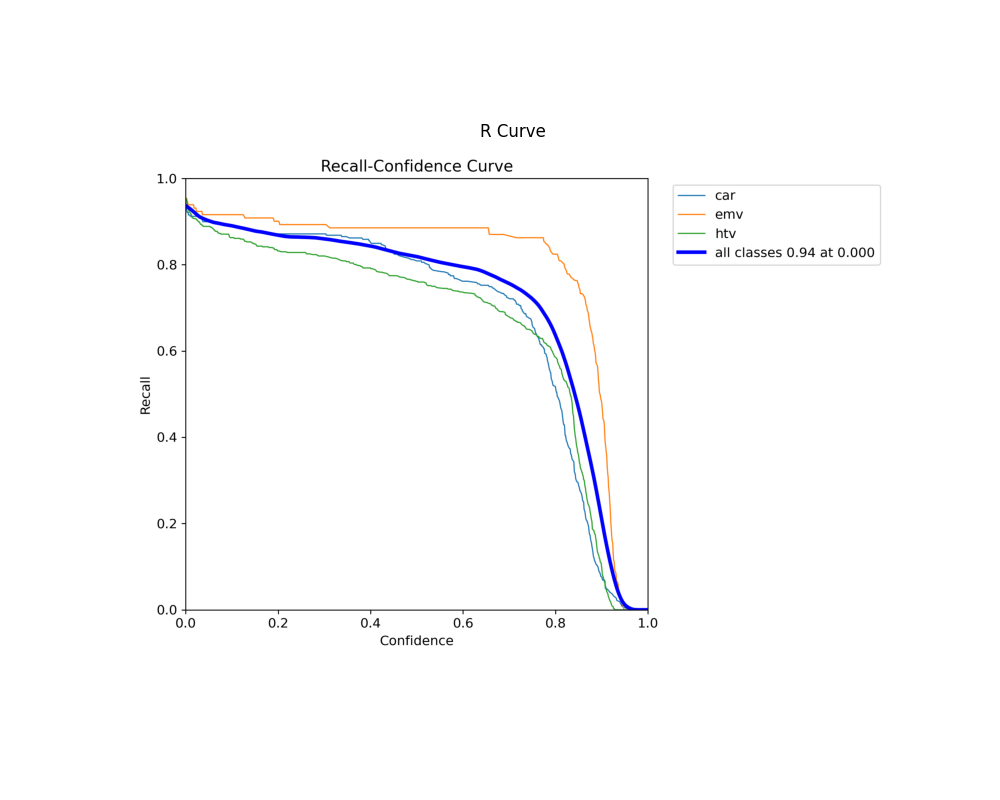 R Curve
Recall-Confidence Curve
1.0
0.8
0.6
0.4
0.2
0.0
Recall
0.0 0.2 0.4 0.6 0.8 1.0
Confidence
car
emv
htv
all classes 0.94 at 0.000